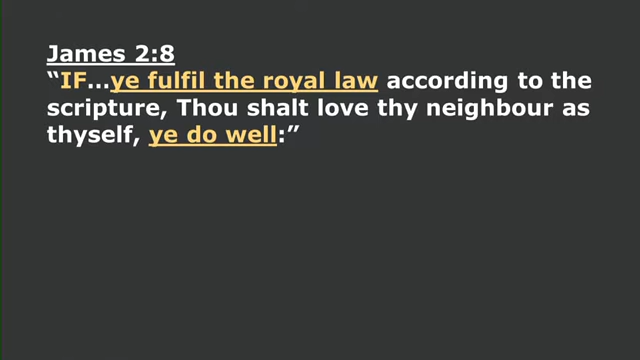 James 2:8
“IF...ye fulfil the royal law according to the
scripture, Thou shalt love thy neighbour as
thyself, ye do well:”